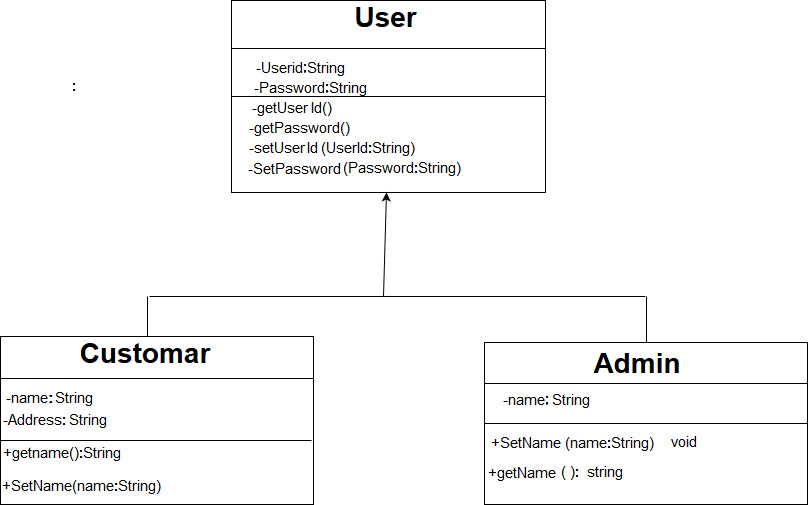 User
-Userid:String
:
-Password:String
-getUser Id()
-getPassword()
-setUser Id (UserId:String)
-SetPassword (Password:String)
Customar
-name: String
-Address: String
+getname():String
+SetName(name:String)
Admin
-name: String
+SetName (name:String) void
+getName ( ): string